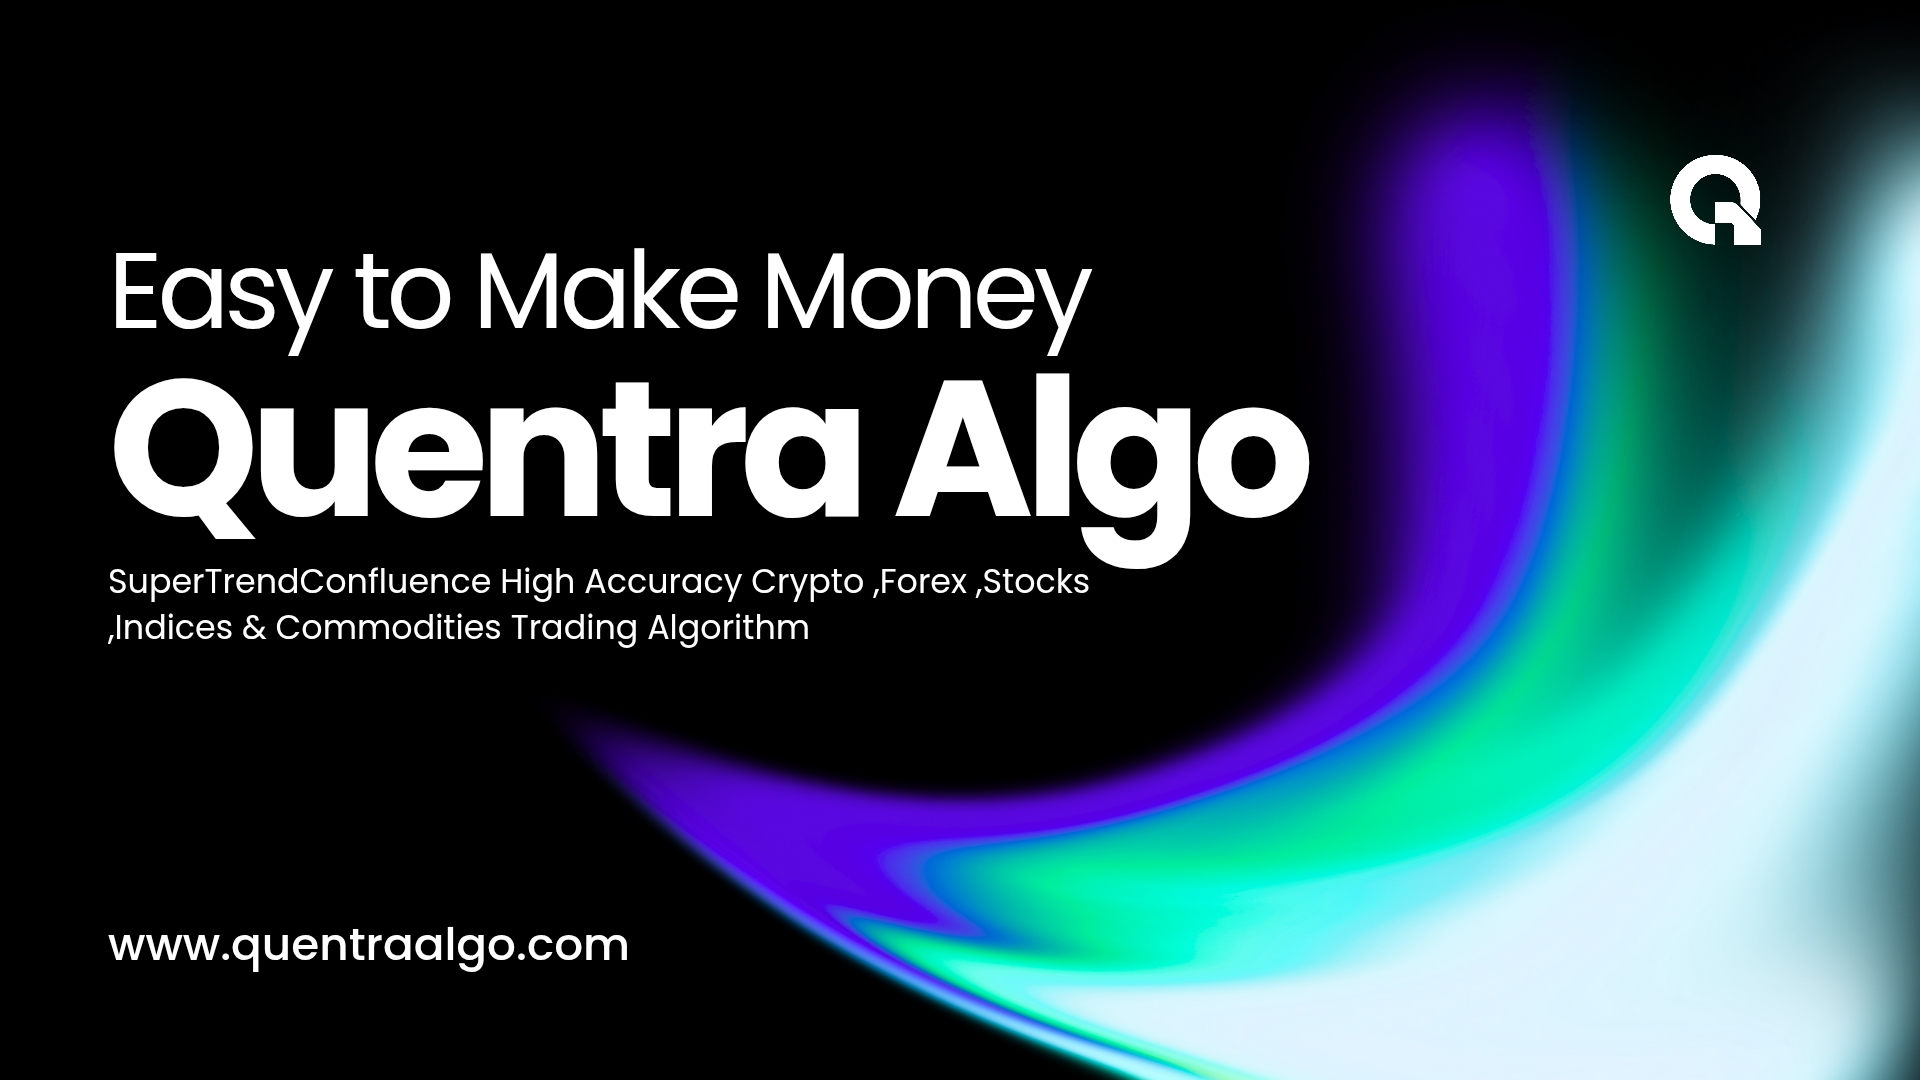 Easy to Make Money
Quentra Algo
SuperTrendConfluence High Accuracy Crypto ,Forex ,Stocks
,Indices & Commodities Trading Algorithm
www.quentraalgo.com